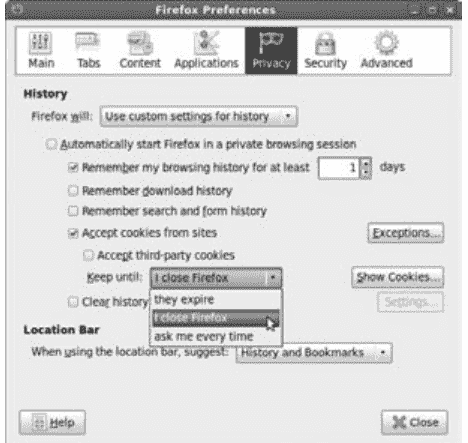 Firefox Preferences
Main Tabs Content Applications Privacy Security Advanced
History
Firefox will: Use custom settings for history
Automatically start Firefox in a private browsing session
Remember my browsing history for at least 1 days
Remember download history
Remember search and form history
Accept cookies from sites Exceptions...
Accept third-party cookies
Keep until: I close Firefox Show Cookies...
they expire
Clear history Settings...
I close Firefox
ask me every time
Location Bar
When using the location bar, suggest: History and Bookmarks
Help Close